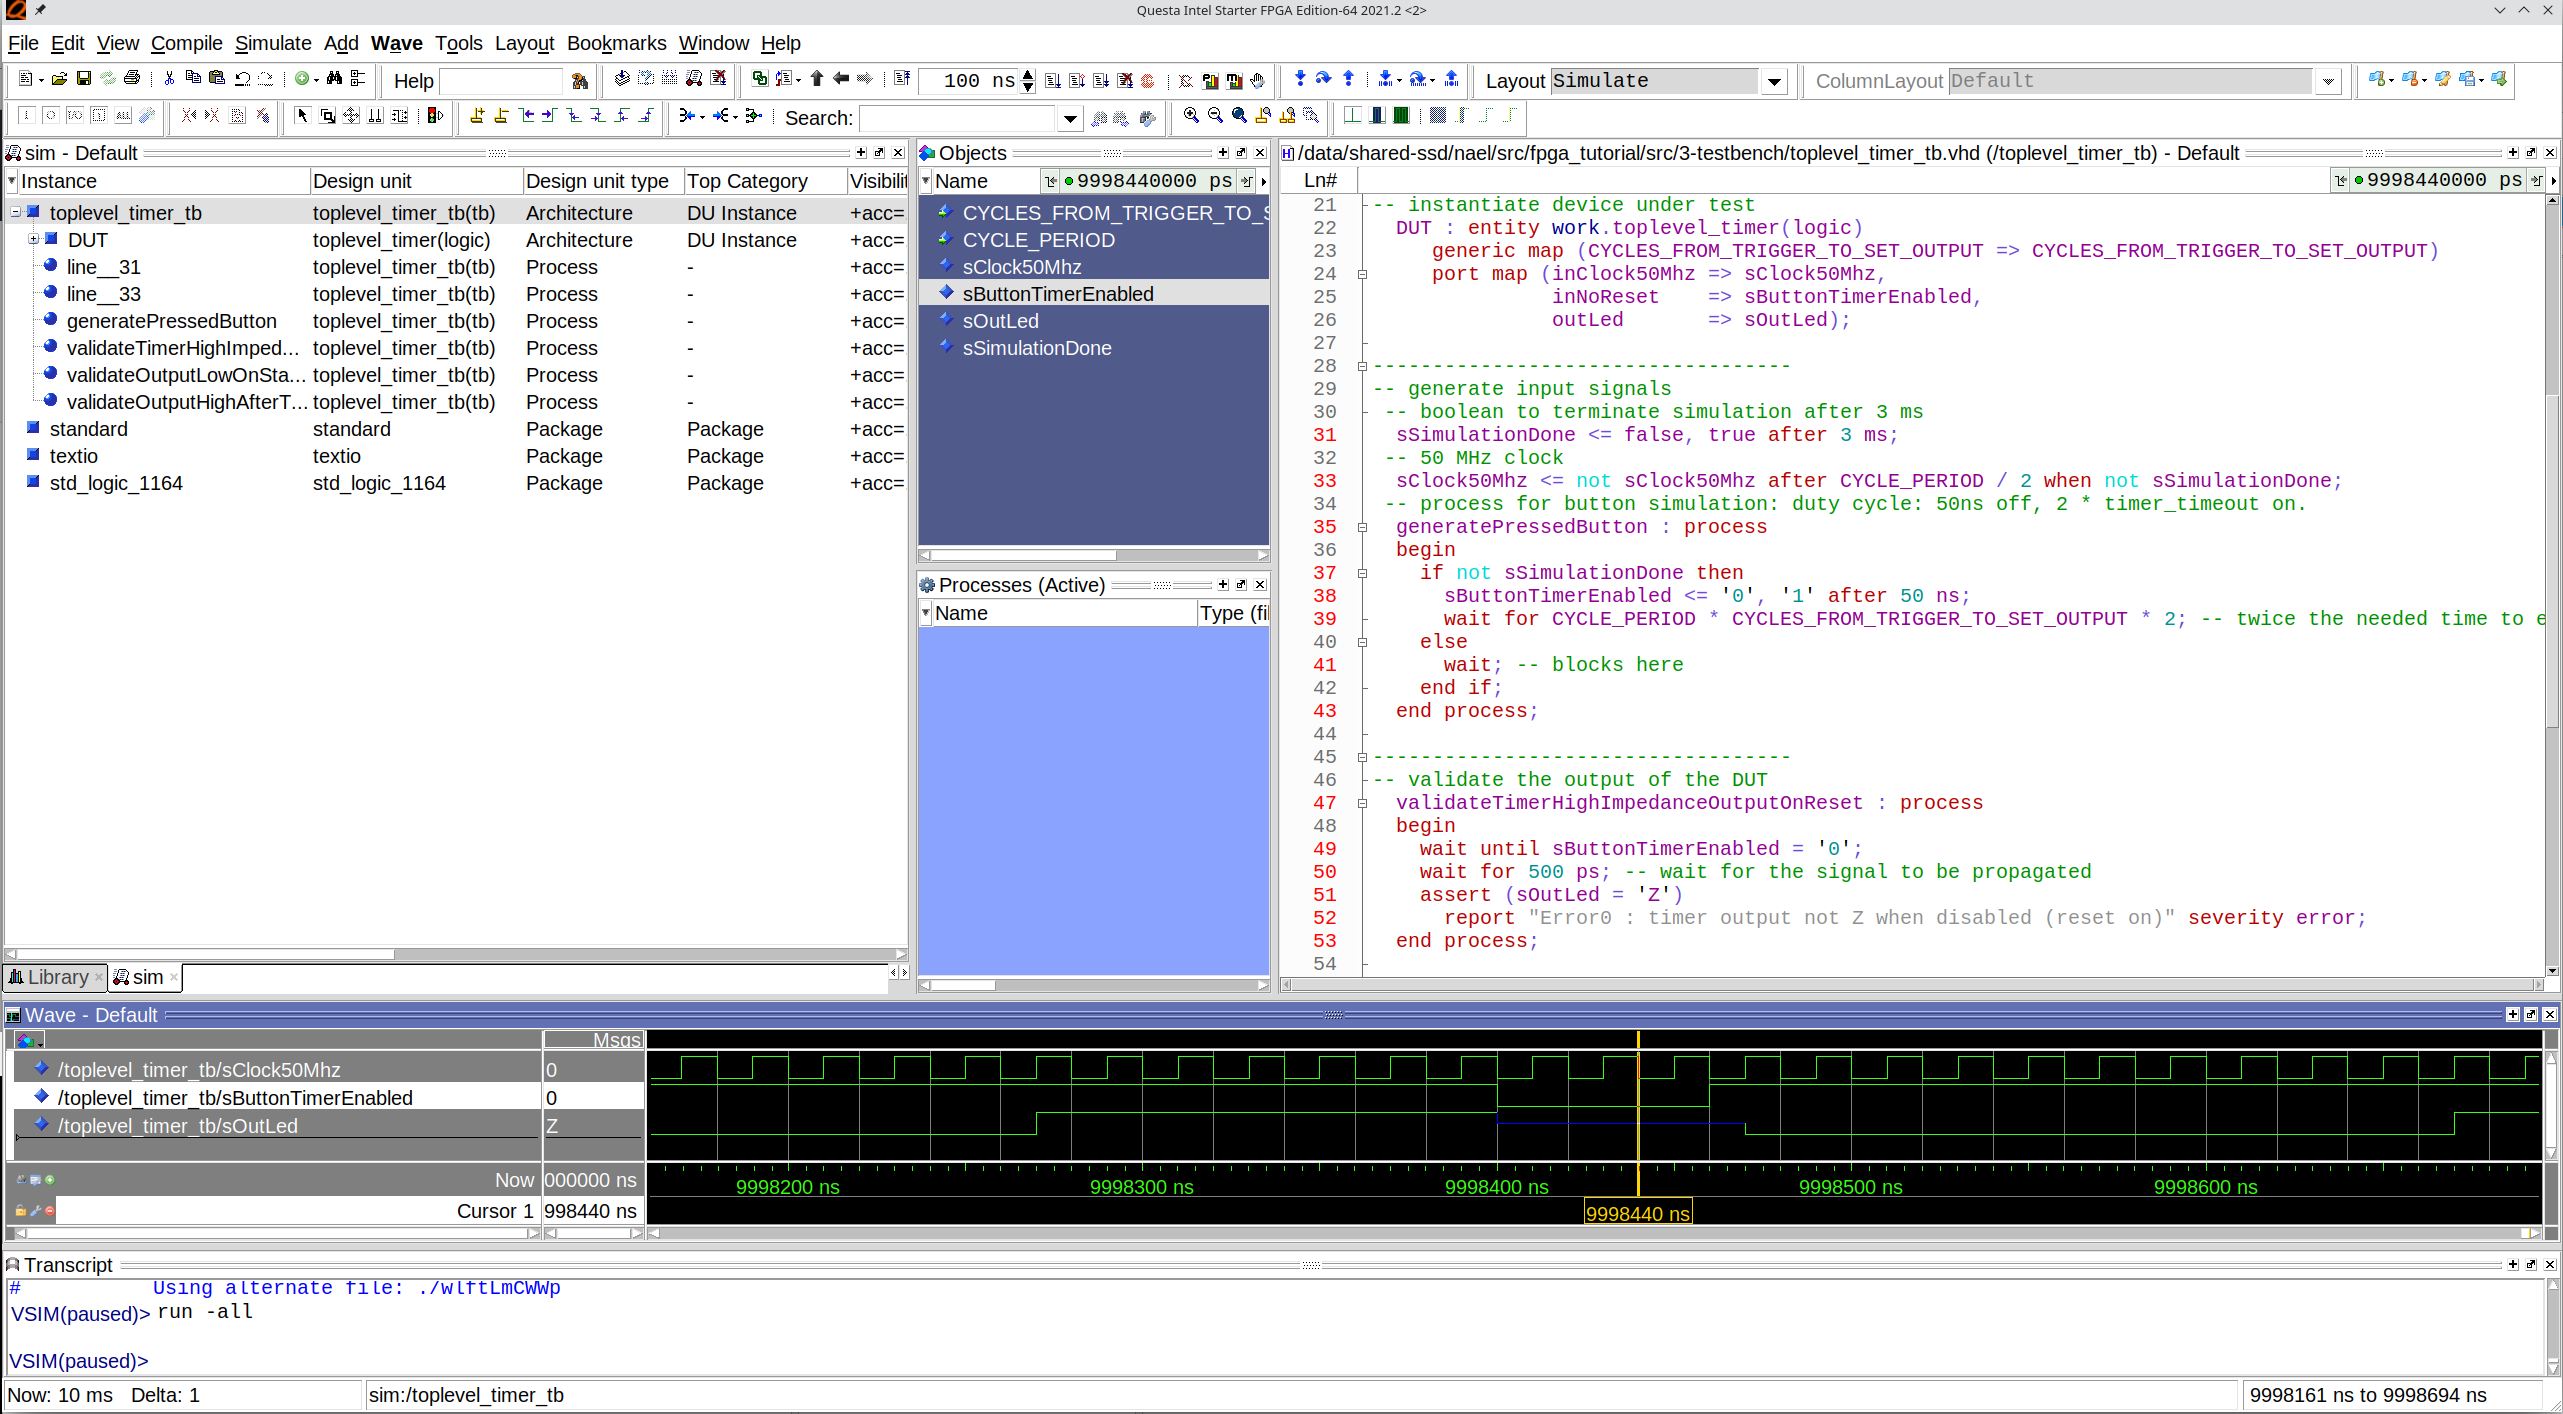 Questa Intel Starter FPGA Edition-64 2021.2 <2>
File Edit View Compile Simulate Add Wave Tools Layout Bookmarks Window Help
Help 100 ns Layout Simulate ColumnLayout Default
Search:
sim - Default
Instance Design unit Design unit type Top Category Visibilit
toplevel_timer_tb toplevel_timer_tb(tb) Architecture DU Instance +acc=
DUT toplevel_timer(logic) Architecture DU Instance +acc=
line__31 toplevel_timer_tb(tb) Process - +acc=
line__33 toplevel_timer_tb(tb) Process - +acc=
generatePressedButton toplevel_timer_tb(tb) Process - +acc=
validateTimerHighImped... toplevel_timer_tb(tb) Process - +acc=
validateOutputLowOnSta... toplevel_timer_tb(tb) Process - +acc=
validateOutputHighAfterT... toplevel_timer_tb(tb) Process - +acc=
standard standard Package Package +acc=
textio textio Package Package +acc=
std_logic_1164 std_logic_1164 Package Package +acc=
Library sim
Objects
Name 9998440000 ps
CYCLES_FROM_TRIGGER_TO_S
CYCLE_PERIOD
sClock50Mhz
sButtonTimerEnabled
sOutLed
sSimulationDone
Processes (Active)
Name Type (fil
/data/shared-ssd/nael/src/fpga_tutorial/src/3-testbench/toplevel_timer_tb.vhd (/toplevel_timer_tb) - Default
Ln# 9998440000 ps
21 -- instantiate device under test
22 DUT : entity work.toplevel_timer(logic)
23 generic map (CYCLES_FROM_TRIGGER_TO_SET_OUTPUT => CYCLES_FROM_TRIGGER_TO_SET_OUTPUT)
24 port map (inClock50Mhz => sClock50Mhz,
25 inNoReset => sButtonTimerEnabled,
26 outLed => sOutLed);
27
28 -----------------------------------
29 -- generate input signals
30 -- boolean to terminate simulation after 3 ms
31 sSimulationDone <= false, true after 3 ms;
32 -- 50 MHz clock
33 sClock50Mhz <= not sClock50Mhz after CYCLE_PERIOD / 2 when not sSimulationDone;
34 -- process for button simulation: duty cycle: 50ns off, 2 * timer_timeout on.
35 generatePressedButton : process
36 begin
37 if not sSimulationDone then
38 sButtonTimerEnabled <= '0', '1' after 50 ns;
39 wait for CYCLE_PERIOD * CYCLES_FROM_TRIGGER_TO_SET_OUTPUT * 2; -- twice the needed time to e
40 else
41 wait; -- blocks here
42 end if;
43 end process;
44
45 -----------------------------------
46 -- validate the output of the DUT
47 validateTimerHighImpedanceOutputOnReset : process
48 begin
49 wait until sButtonTimerEnabled = '0';
50 wait for 500 ps; -- wait for the signal to be propagated
51 assert (sOutLed = 'Z')
52 report "Error0 : timer output not Z when disabled (reset on)" severity error;
53 end process;
54
Wave - Default
Msgs
/toplevel_timer_tb/sClock50Mhz 0
/toplevel_timer_tb/sButtonTimerEnabled 0
/toplevel_timer_tb/sOutLed Z
Now 000000 ns 9998200 ns 9998300 ns 9998400 ns 9998500 ns 9998600 ns
Cursor 1 998440 ns 9998440 ns
Transcript
# Using alternate file: ./wlftLmCWWp
VSIM(paused)> run -all
VSIM(paused)>
Now: 10 ms Delta: 1 sim:/toplevel_timer_tb 9998161 ns to 9998694 ns